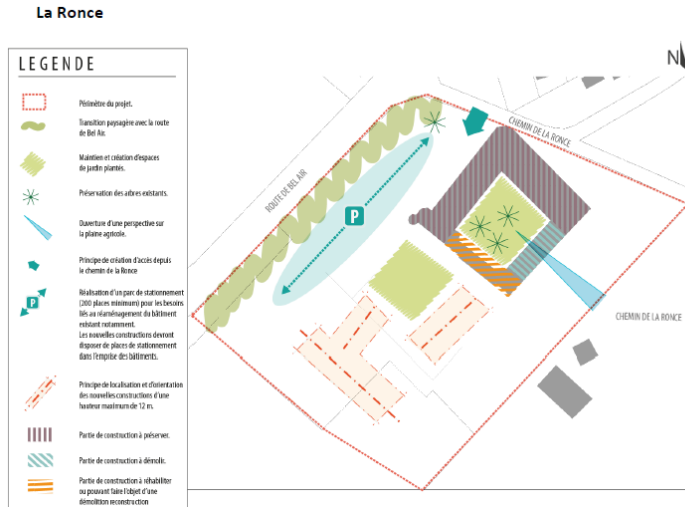 La Ronce
LEGENDE
Périmètre du projet.
Transition paysagère avec la route
de Bel Air.
Maintien et création d'espaces
de jardin plantés.
Préservation des arbres existants.
Ouverture d'une perspective sur
la plaine agricole.
Principe de création d'accès depuis
le chemin de la Ronce
P
Réalisation d'un parc de stationnement
(200 places minimum) pour les besoins
liés au réaménagement du bâtiment
existant notamment.
Les nouvelles constructions devront
disposer de places de stationnement
dans l'emprise des bâtiments.
Principe de localisation et d'orientation
des nouvelles constructions d'une
hauteur maximum de 12 m.
Partie de construction à préserver.
Partie de construction à démolir.
Partie de construction à réhabiliter
ou pouvant faire l'objet d'une
démolition reconstruction
N
CHEMIN DE LA RONCE
ROUTE DE BEL AIR
P
CHEMIN DE LA RONCE